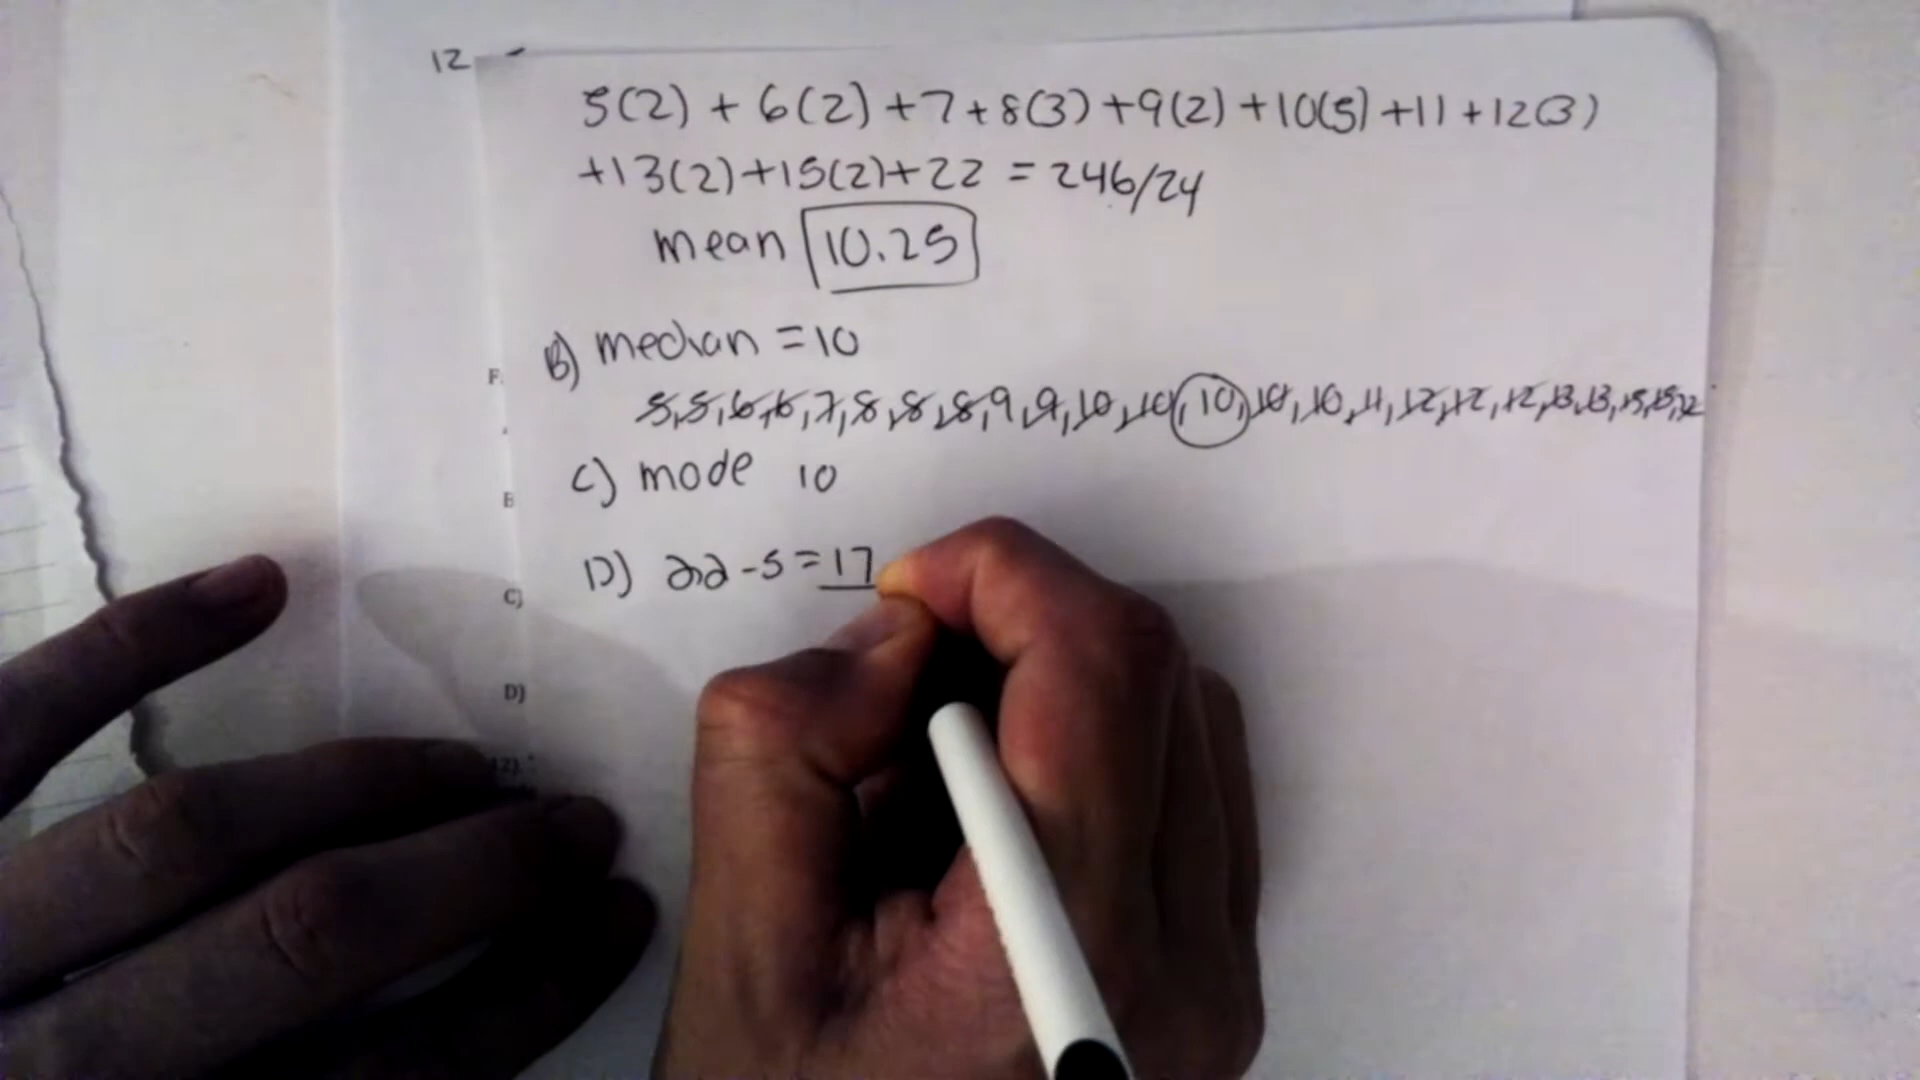 12
5(2) + 6(2) +7+8(3)+9(2)+10(5)+11+12(3)
+13(2)+15(2)+22 = 246/24
mean 10.25
F.
B) median =10
5,5,6,6,7,8,8,8,9,9,10,10,10,10,10,11,12,12,12,13,13,15,15,22
C) mode 10
B
D) 22-5=17
C)
D)
12).